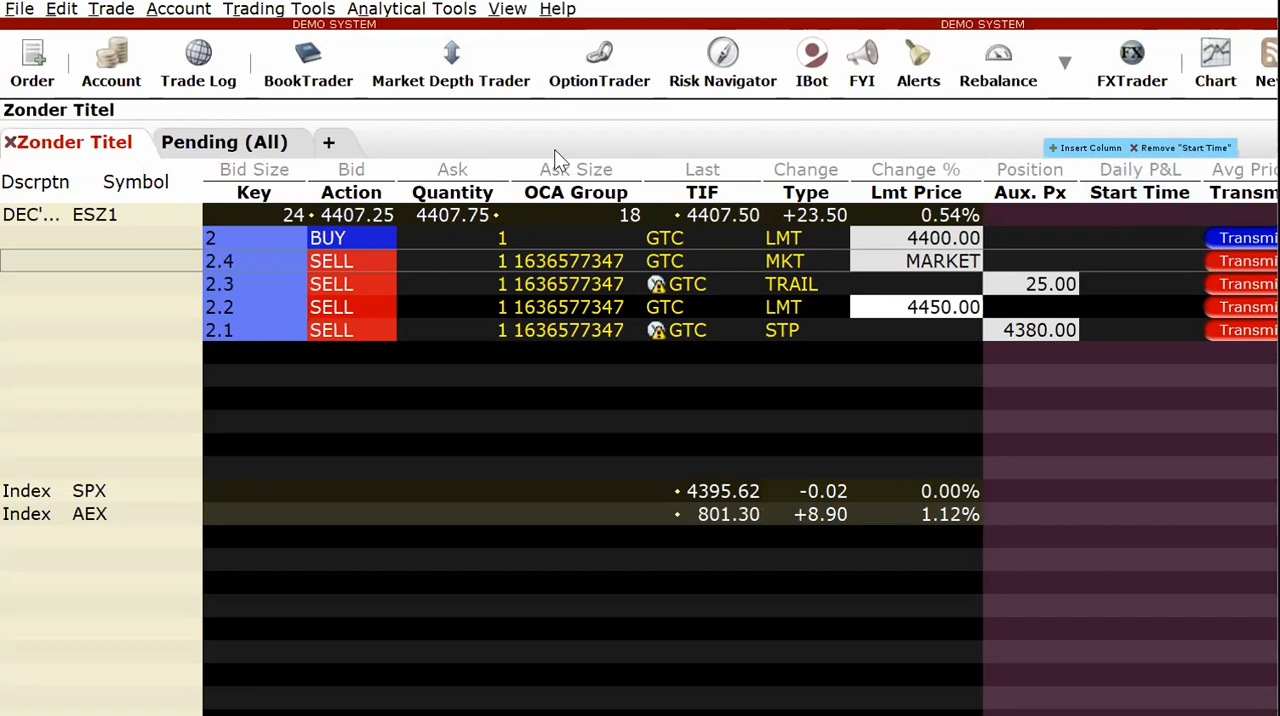 File Edit Trade Account Trading Tools Analytical Tools View Help
DEMO SYSTEM DEMO SYSTEM
Order Account Trade Log BookTrader Market Depth Trader OptionTrader Risk Navigator IBot FYI Alerts Rebalance FXTrader Chart Ne
Zonder Titel
Zonder Titel Pending (All) + Insert Column Remove "Start Time"
Bid Size Bid Ask Ask Size Last Change Change % Position Daily P&L Avg Pri
Dscrptn Symbol Key Action Quantity OCA Group TIF Type Lmt Price Aux. Px Start Time Transm
DEC'... ESZ1 24 4407.25 4407.75 18 4407.50 +23.50 0.54%
2 BUY 1 GTC LMT 4400.00 Transmi
2.4 SELL 1 1636577347 GTC MKT MARKET Transmi
2.3 SELL 1 1636577347 GTC TRAIL 25.00 Transmi
2.2 SELL 1 1636577347 GTC LMT 4450.00 Transmi
2.1 SELL 1 1636577347 GTC STP 4380.00 Transmi
Index SPX 4395.62 -0.02 0.00%
Index AEX 801.30 +8.90 1.12%